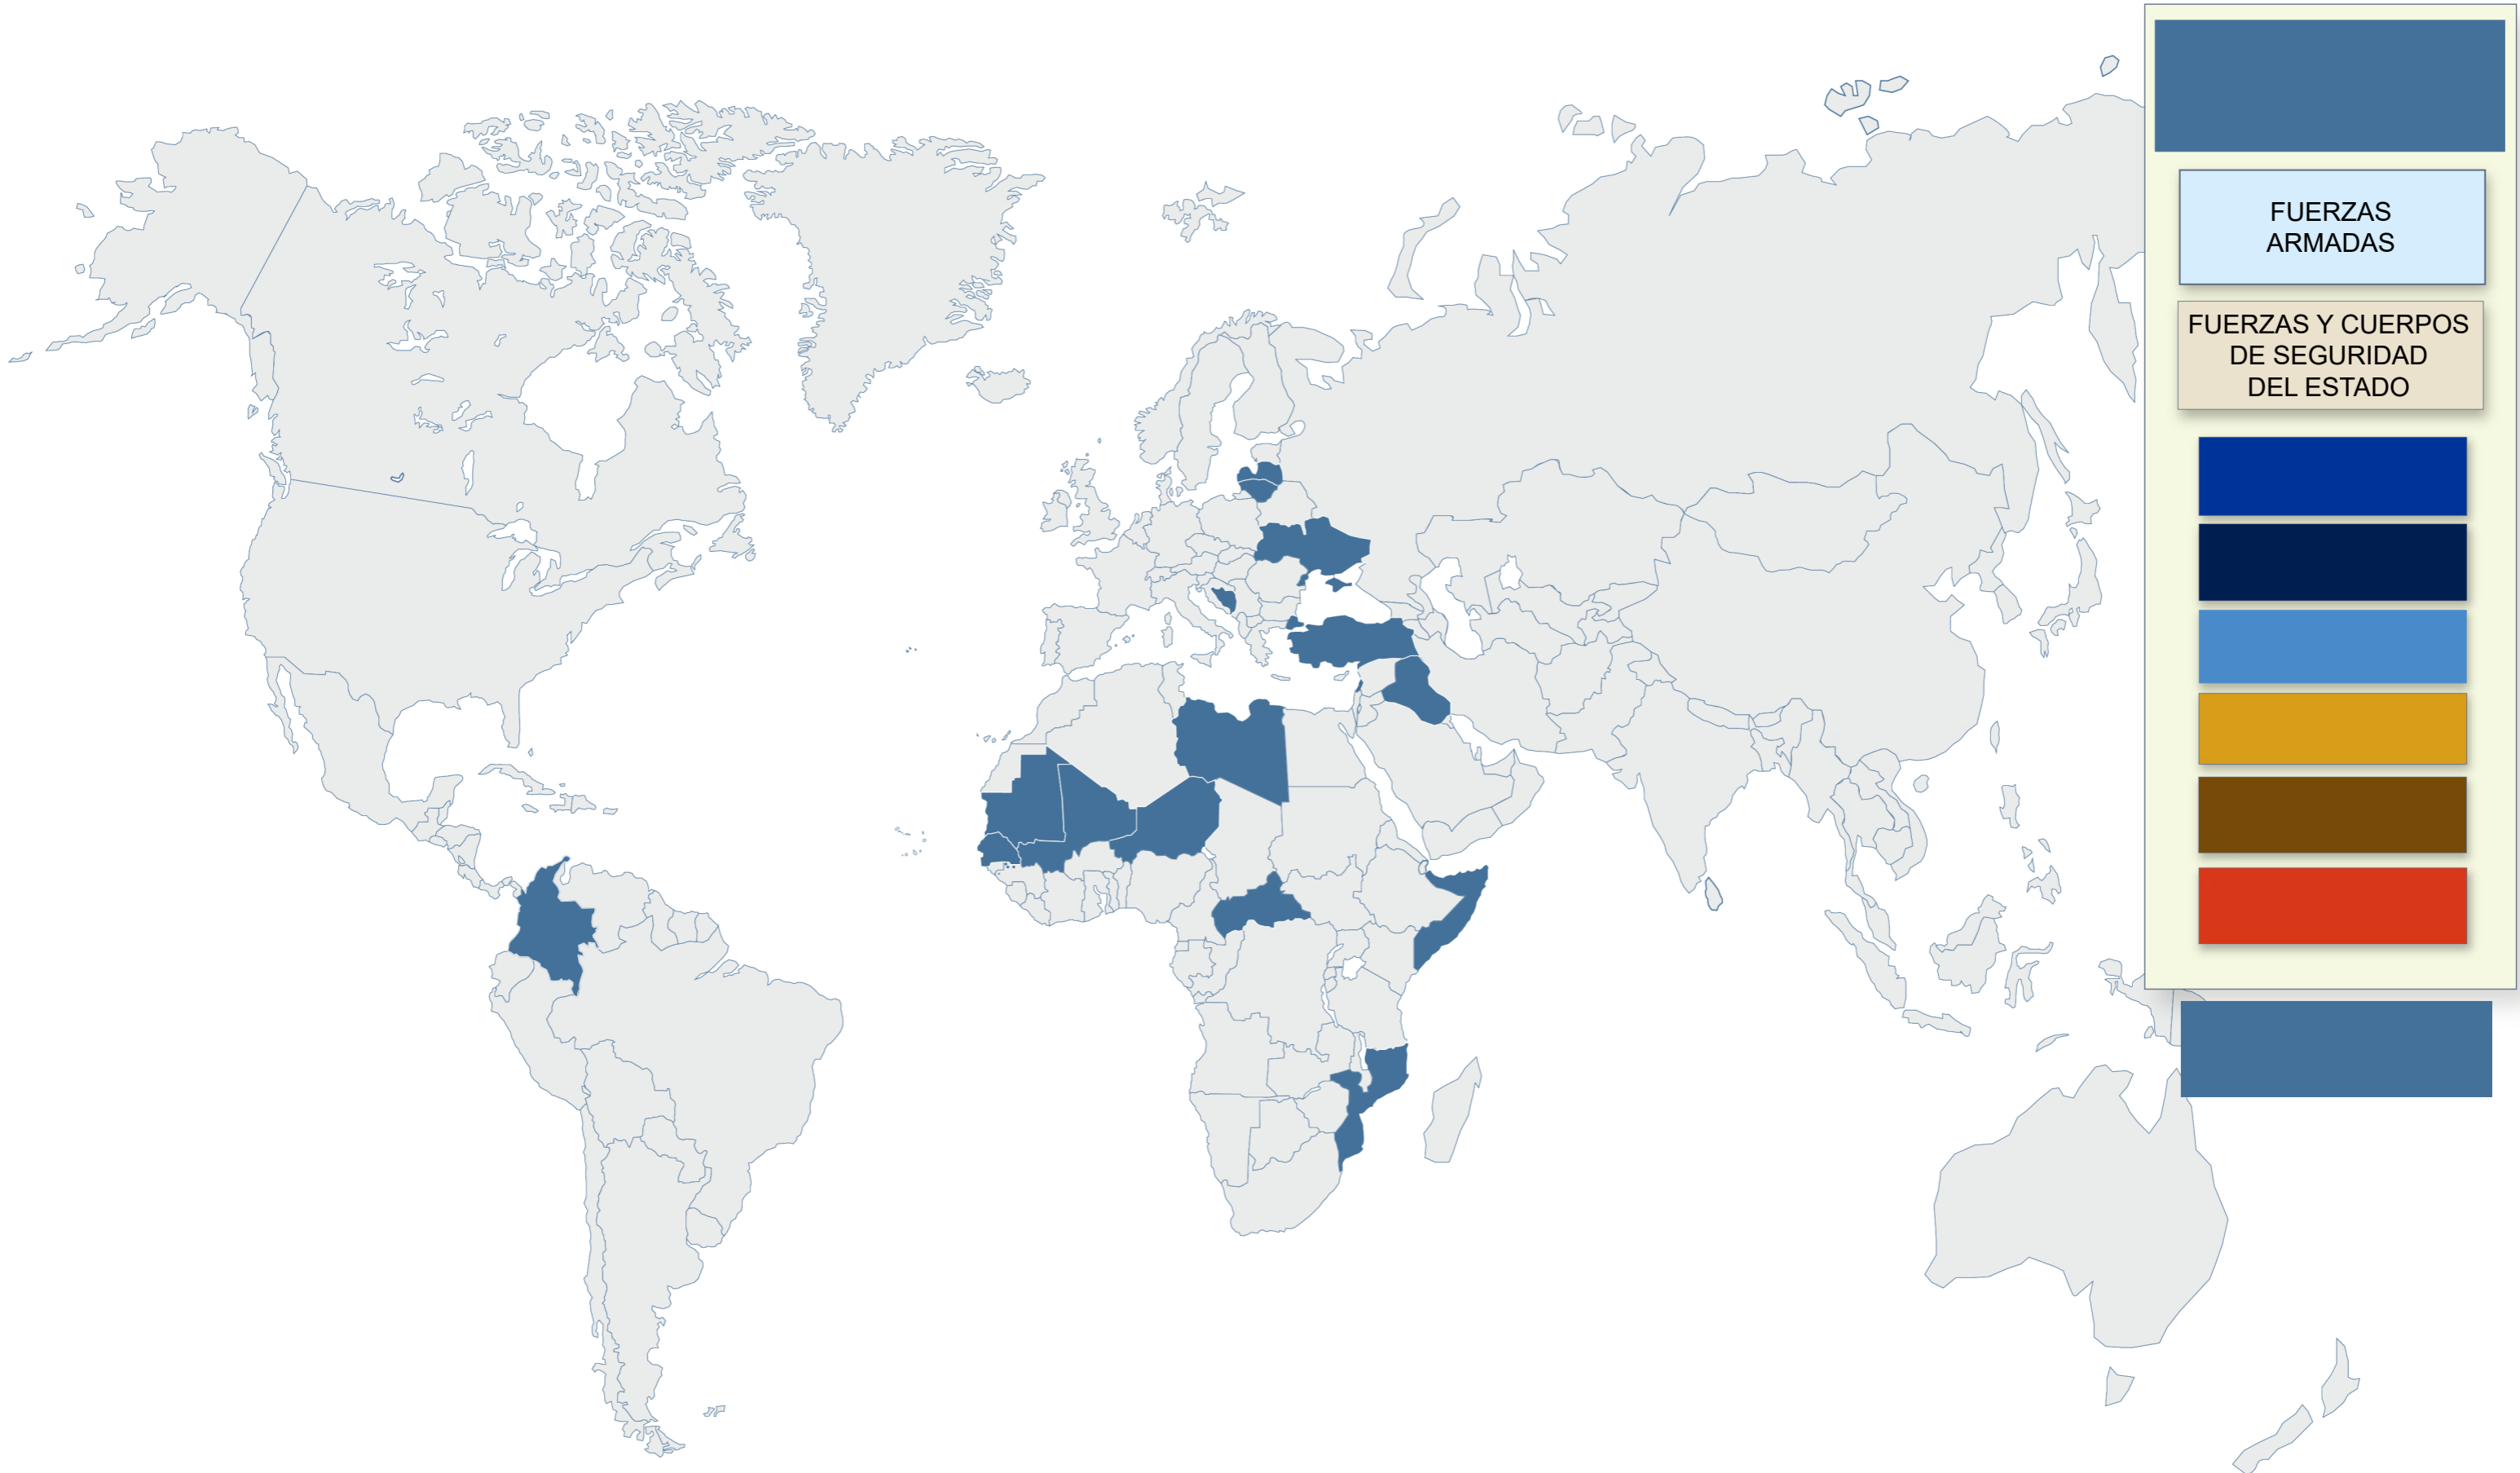 FUERZAS
ARMADAS
FUERZAS Y CUERPOS
DE SEGURIDAD
DEL ESTADO